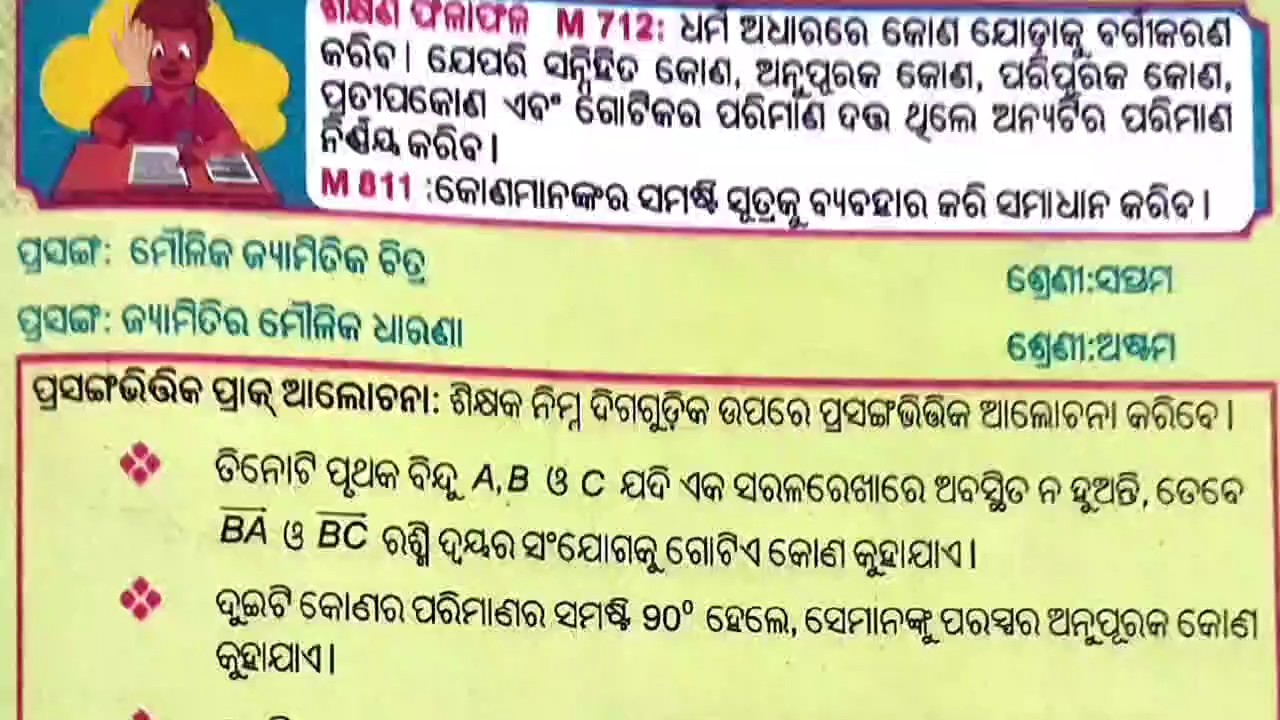 ଶିକ୍ଷଣ ଫଳାଫଳ M 712: ଧର୍ମ ଅଧାରରେ କୋଣ ଯୋଡ଼ାକୁ ବର୍ଗୀକରଣ
କରିବ। ଯେପରି ସନ୍ନିହିତ କୋଣ, ଅନୁପୂରକ କୋଣ, ପରିପୂରକ କୋଣ,
ପ୍ରତୀପକୋଣ ଏବଂ ଗୋଟିକର ପରିମାଣ ଦତ୍ତ ଥିଲେ ଅନ୍ୟଟିର ପରିମାଣ
ନିର୍ଣ୍ଣୟ କରିବ।
M 811 :କୋଣମାନଙ୍କର ସମଷ୍ଟି ସୂତ୍ରକୁ ବ୍ୟବହାର କରି ସମାଧାନ କରିବ।
ପ୍ରସଙ୍ଗ: ମୌଳିକ ଜ୍ୟାମିତିକ ଚିତ୍ର ଶ୍ରେଣୀ:ସପ୍ତମ
ପ୍ରସଙ୍ଗ: ଜ୍ୟାମିତିର ମୌଳିକ ଧାରଣା ଶ୍ରେଣୀ:ଅଷ୍ଟମ
ପ୍ରସଙ୍ଗଭିତ୍ତିକ ପ୍ରାକ୍ ଆଲୋଚନା: ଶିକ୍ଷକ ନିମ୍ନ ଦିଗଗୁଡ଼ିକ ଉପରେ ପ୍ରସଙ୍ଗଭିତ୍ତିକ ଆଲୋଚନା କରିବେ।
ତିନୋଟି ପୃଥକ ବିନ୍ଦୁ A,B ଓ C ଯଦି ଏକ ସରଳରେଖାରେ ଅବସ୍ଥିତ ନ ହୁଅନ୍ତି, ତେବେ
BA ଓ BC ରଶ୍ମି ଦ୍ୱୟର ସଂଯୋଗକୁ ଗୋଟିଏ କୋଣ କୁହାଯାଏ।
ଦୁଇଟି କୋଣର ପରିମାଣର ସମଷ୍ଟି 90⁰ ହେଲେ, ସେମାନଙ୍କୁ ପରସ୍ପର ଅନୁପୂରକ କୋଣ
କୁହାଯାଏ।